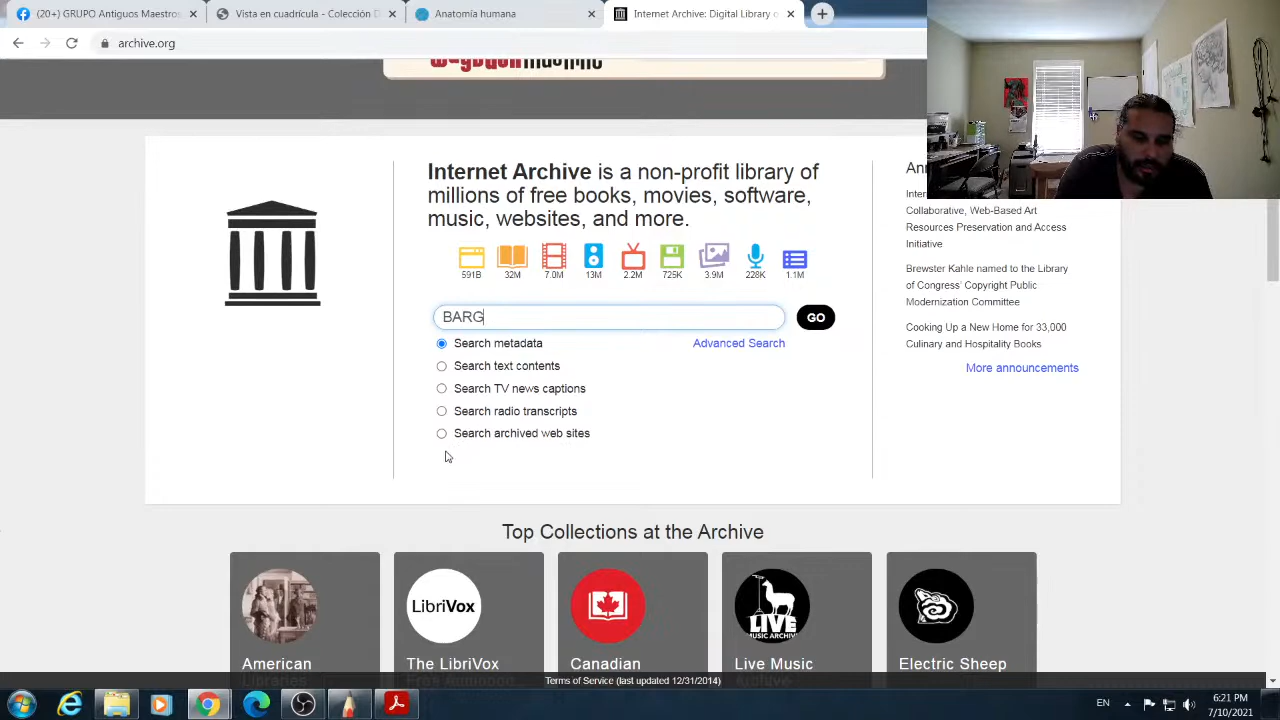 (20+) GRUPO Antiguos Maestros
Vista en cuadrícula - Colección D
Anatomía humana
Internet Archive: Digital Library o
archive.org
Internet Archive is a non-profit library of
millions of free books, movies, software,
music, websites, and more.
591B 32M 7.0M 13M 2.2M 725K 3.9M 228K 1.1M
BARG
GO
Search metadata
Advanced Search
Search text contents
Search TV news captions
Search radio transcripts
Search archived web sites
Collaborative, Web-Based Art
Resources Preservation and Access
Initiative
Brewster Kahle named to the Library
of Congress' Copyright Public
Modernization Committee
Cooking Up a New Home for 33,000
Culinary and Hospitality Books
More announcements
Top Collections at the Archive
LibriVox
LIVE
MUSIC ARCHIVE
American
The LibriVox
Canadian
Live Music
Electric Sheep
Terms of Service (last updated 12/31/2014)
EN
6:21 PM
7/10/2021